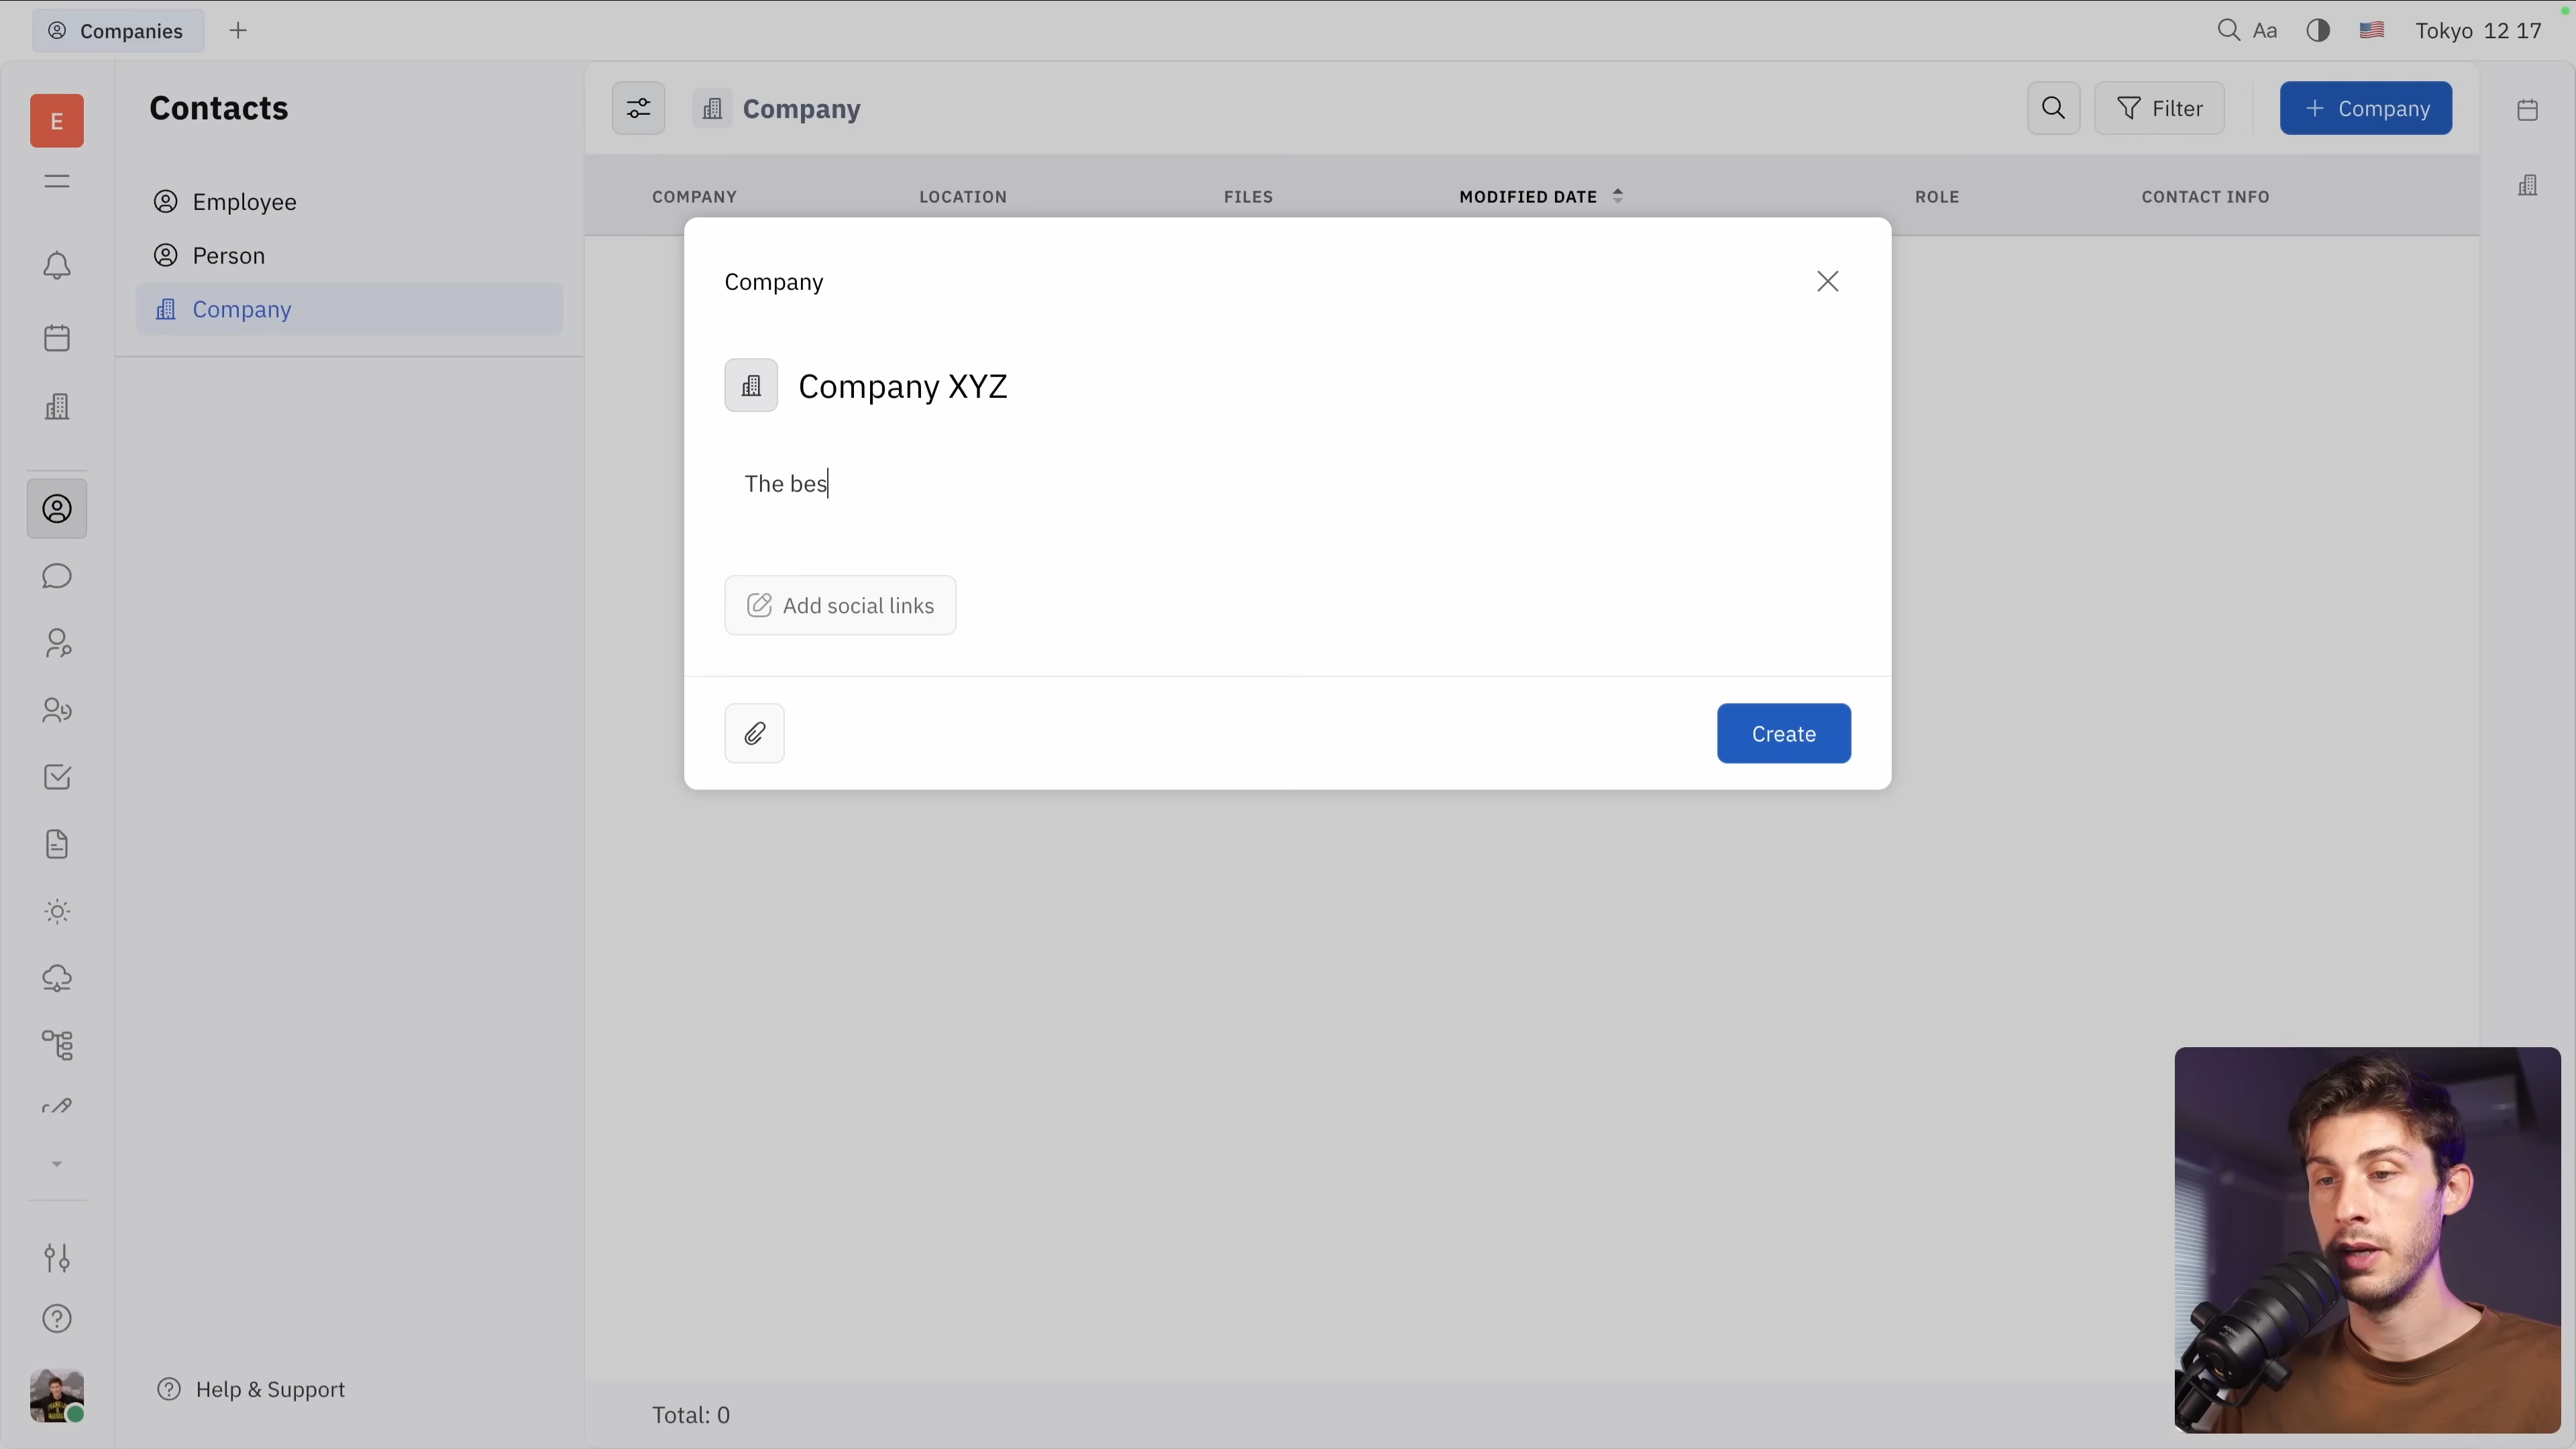 Companies
Aa
Tokyo 12 17
E
Contacts
Employee
Person
Company
Help & Support
Company
Filter
Company
COMPANY LOCATION FILES MODIFIED DATE ROLE CONTACT INFO
Company
Company XYZ
The bes
Add social links
Create
Total: 0